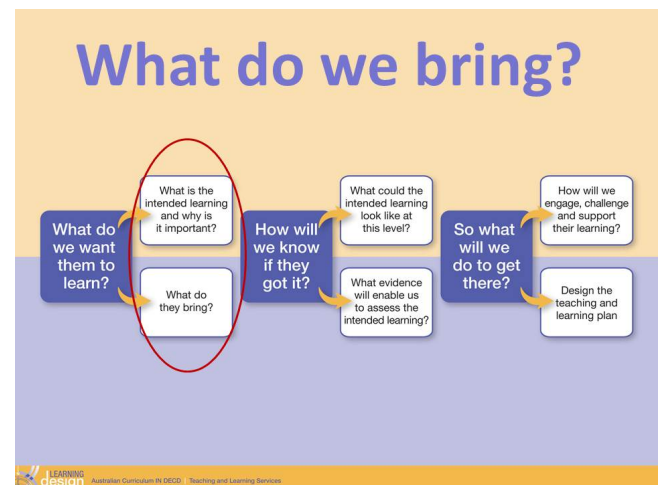 What do we bring?
What do
we want
them to
learn?
What is the
intended learning
and why is
it important?
What do
they bring?
How will
we know
if they
got it?
What could the
intended learning
look like at
this level?
What evidence
will enable us
to assess the
intended learning?
So what
will we
do to get
there?
How will we
engage, challenge
and support
their learning?
Design the
teaching and
learning plan
LEARNING
design
Australian Curriculum IN DECD | Teaching and Learning Services